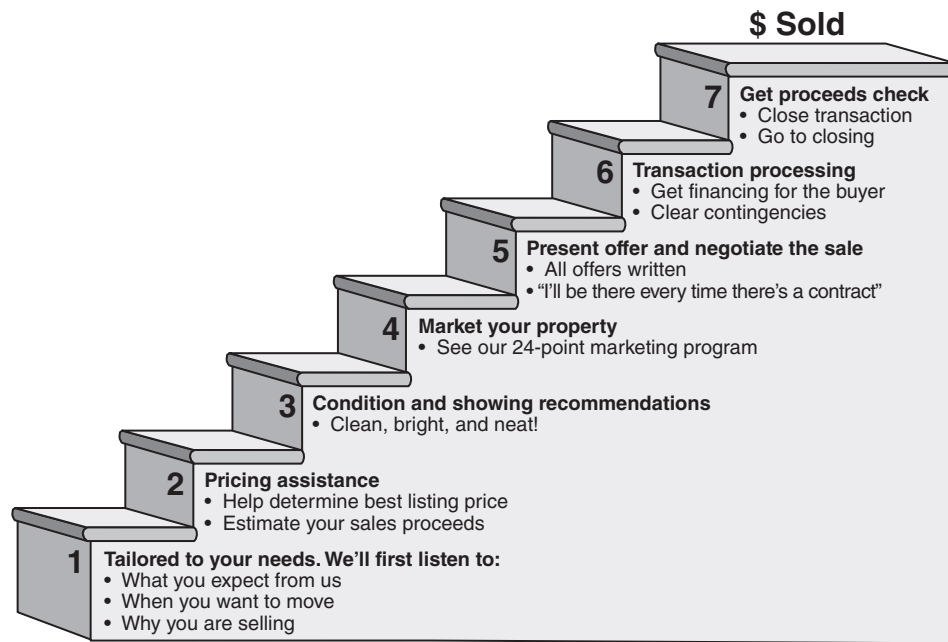 $ Sold
7 Get proceeds check
• Close transaction
• Go to closing
6 Transaction processing
• Get financing for the buyer
• Clear contingencies
5 Present offer and negotiate the sale
• All offers written
• “I’ll be there every time there’s a contract”
4 Market your property
• See our 24-point marketing program
3 Condition and showing recommendations
• Clean, bright, and neat!
2 Pricing assistance
• Help determine best listing price
• Estimate your sales proceeds
1 Tailored to your needs. We’ll first listen to:
• What you expect from us
• When you want to move
• Why you are selling